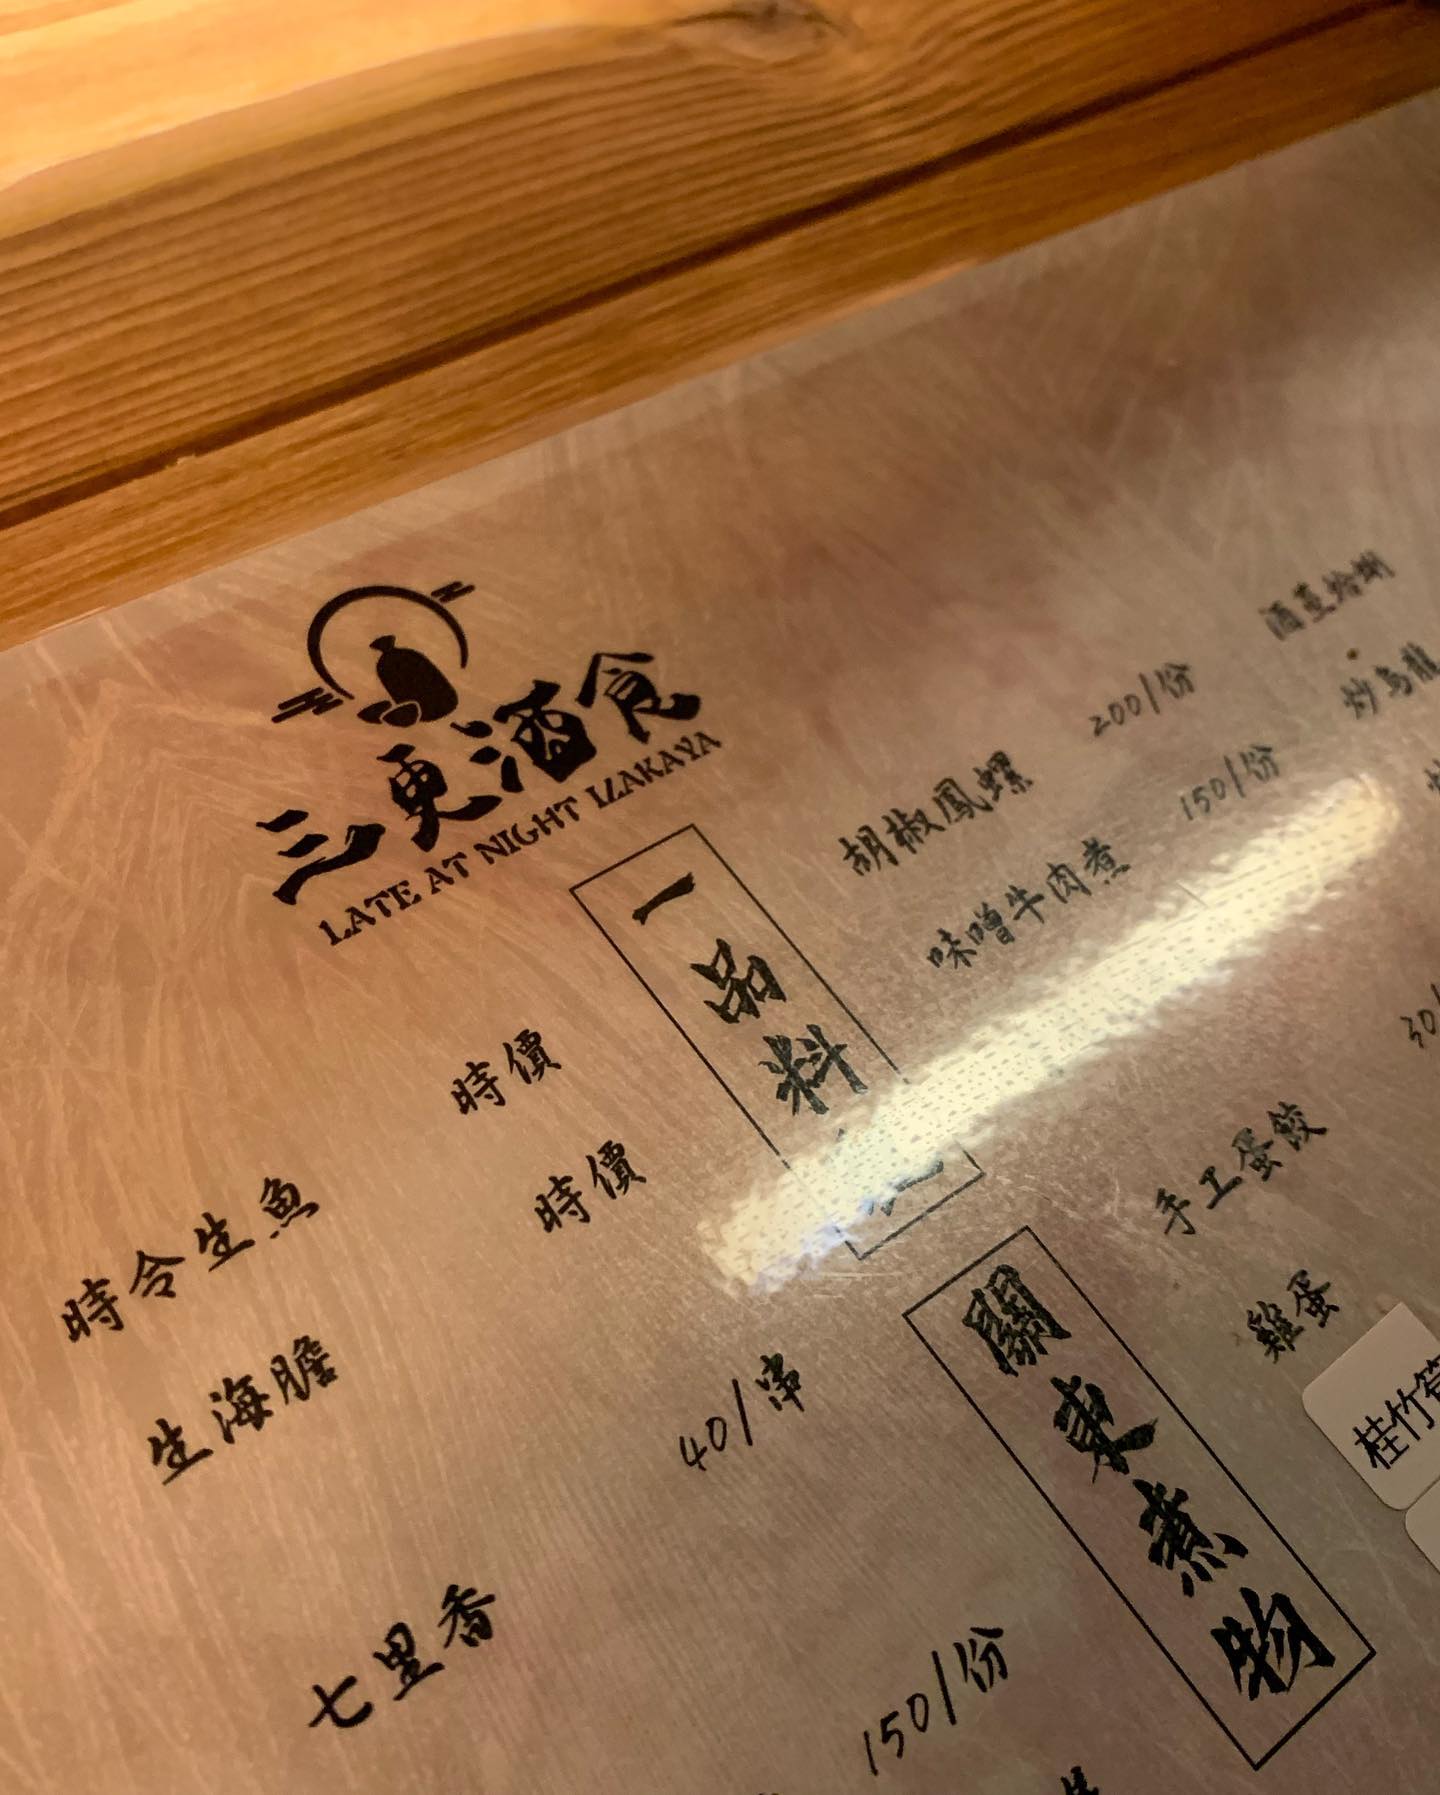 三更酒食
LATE AT NIGHT IZAKAYA
時令生魚 時價
生海膽 時價
七里香 40/串
150/份
一品料
胡椒鳳螺 200/份
味噌牛肉煮 150/份
酒蒸蛤蜊
炒烏龍
關東煮物
手工蛋餃 30/
雞蛋
桂竹筍